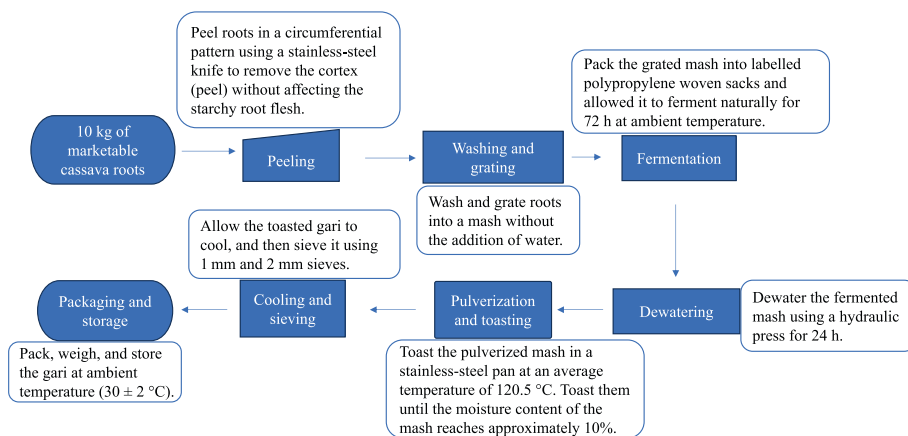 Peel roots in a circumferential
pattern using a stainless-steel
knife to remove the cortex
(peel) without affecting the
starchy root flesh.
Pack the grated mash into labelled
polypropylene woven sacks and
allowed it to ferment naturally for
72 h at ambient temperature.
10 kg of
marketable
cassava roots
Peeling
Washing and
grating
Fermentation
Wash and grate roots
into a mash without
the addition of water.
Allow the toasted gari to
cool, and then sieve it using
1 mm and 2 mm sieves.
Packaging and
storage
Cooling and
sieving
Pulverization
and toasting
Dewatering
Dewater the fermented
mash using a hydraulic
press for 24 h.
Pack, weigh, and store
the gari at ambient
temperature (30 ± 2 °C).
Toast the pulverized mash in a
stainless-steel pan at an average
temperature of 120.5 °C. Toast them
until the moisture content of the
mash reaches approximately 10%.